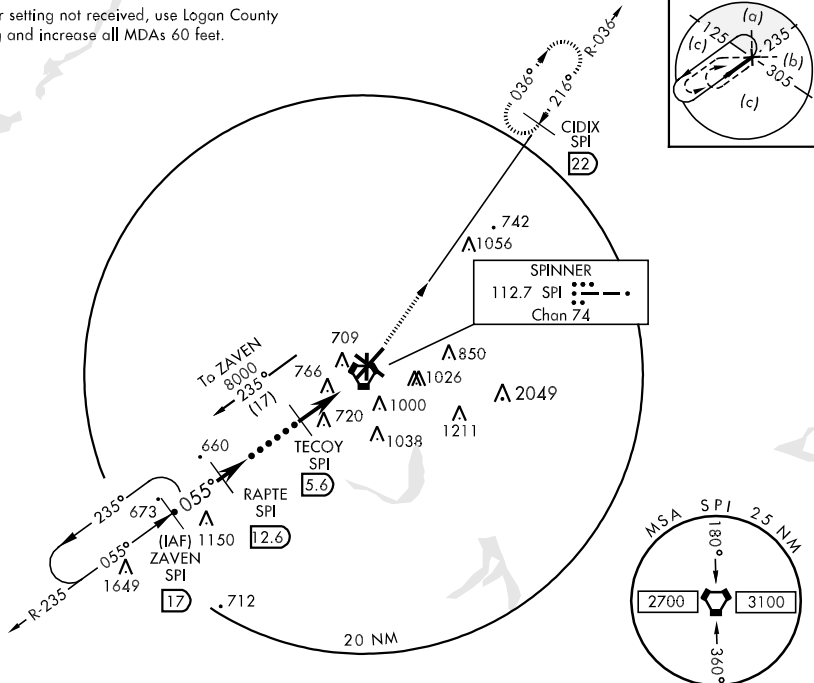 r setting not received, use Logan County
g and increase all MDAs 60 feet.
(a)
125
235
(c)
(b)
305
(c)
R-036
036°
216°
CIDIX
SPI
22
742
1056
SPINNER
112.7 SPI
Chan 74
709
850
To ZAVEN
8000
235°
(17)
766
1026
2049
720
1000
1211
1038
TECOY
SPI
5.6
660
RAPTE
SPI
12.6
055°
235°
673
055°
(IAF)
ZAVEN
SPI
17
1150
1649
R-235
712
20 NM
MSA SPI 25 NM
180°
2700
3100
360°